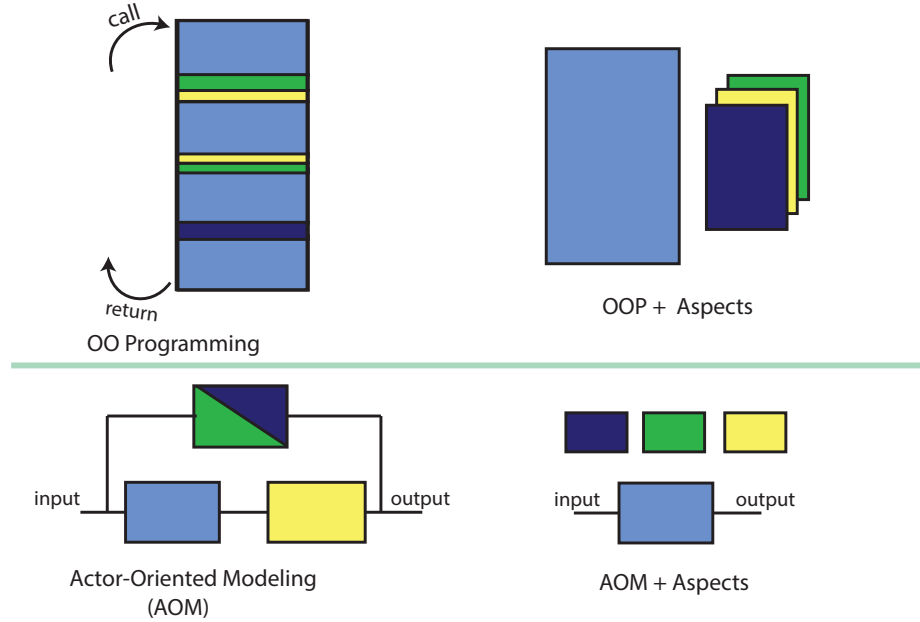 call
return
OO Programming
OOP + Aspects
input
output
Actor-Oriented Modeling
(AOM)
input
output
AOM + Aspects